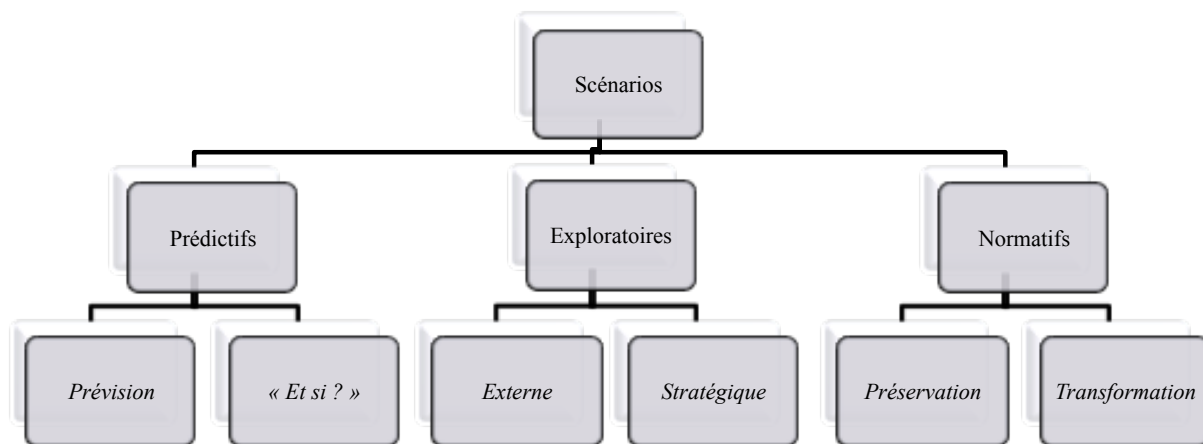 Scénarios
Prédictifs
Exploratoires
Normatifs
Prévision
« Et si ? »
Externe
Stratégique
Préservation
Transformation